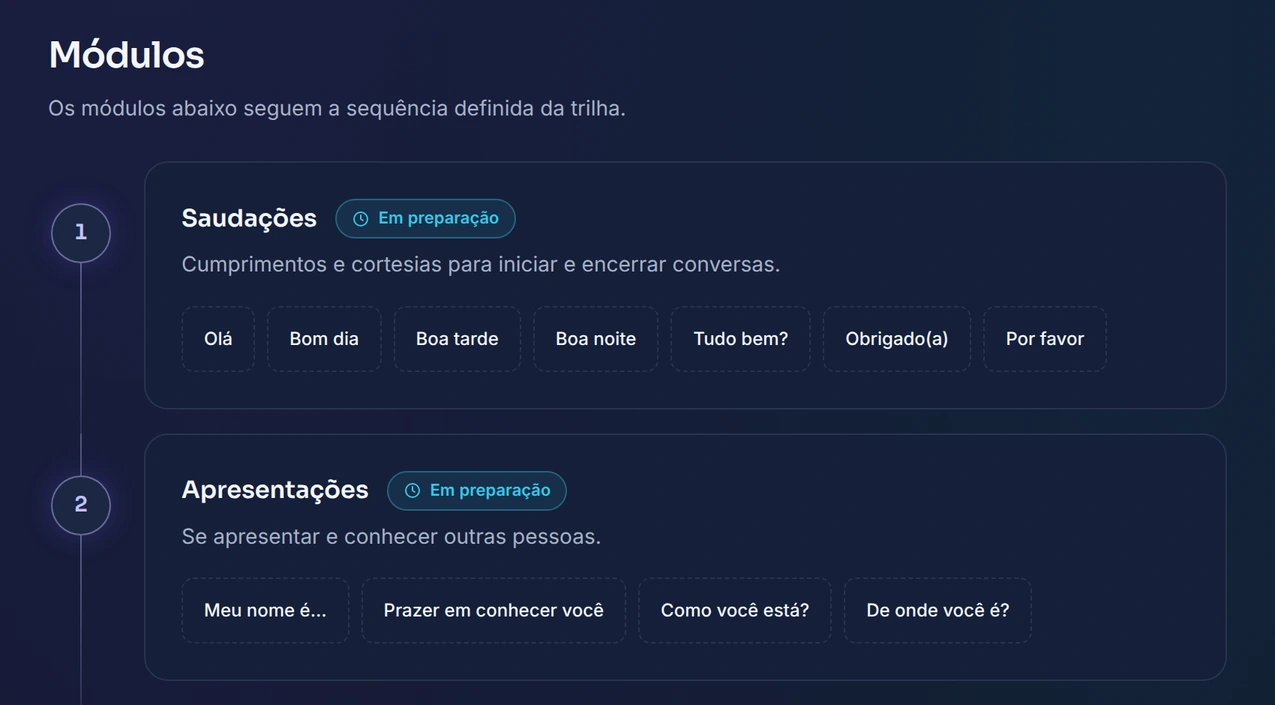 Módulos
Os módulos abaixo seguem a sequência definida da trilha.
1
Saudações Em preparação
Cumprimentos e cortesias para iniciar e encerrar conversas.
Olá Bom dia Boa tarde Boa noite Tudo bem? Obrigado(a) Por favor
2
Apresentações Em preparação
Se apresentar e conhecer outras pessoas.
Meu nome é... Prazer em conhecer você Como você está? De onde você é?